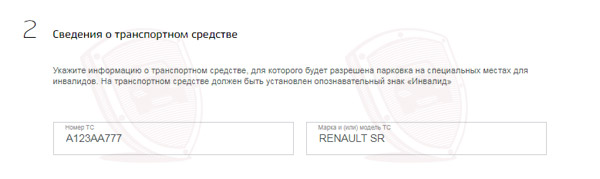 2 Сведения о транспортном средстве
Укажите информацию о транспортном средстве, для которого будет разрешена парковка на специальных местах для
инвалидов. На транспортном средстве должен быть установлен опознавательный знак «Инвалид»
Номер ТС
А123АА777
Марка и (или) модель ТС
RENAULT SR